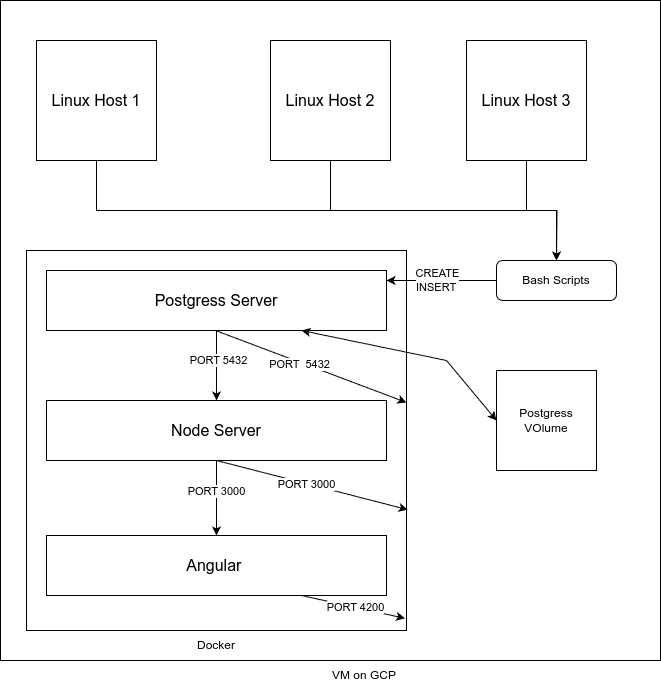 Linux Host 1
Linux Host 2
Linux Host 3
CREATE
INSERT
Bash Scripts
Postgress Server
PORT 5432
PORT  5432
Postgress
VOlume
Node Server
PORT 3000
PORT 3000
Angular
PORT 4200
Docker
VM on GCP